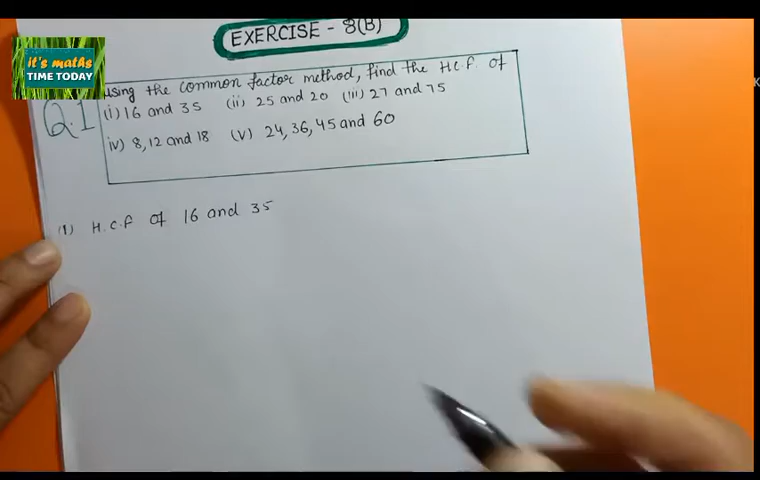 EXERCISE - 8(B)
it's maths
TIME TODAY
Q.1 using the common factor method, find the H.C.F. of
(i) 16 and 35 (ii) 25 and 20 (iii) 27 and 75
iv) 8, 12 and 18 (v) 24, 36, 45 and 60
(1) H.C.F of 16 and 35